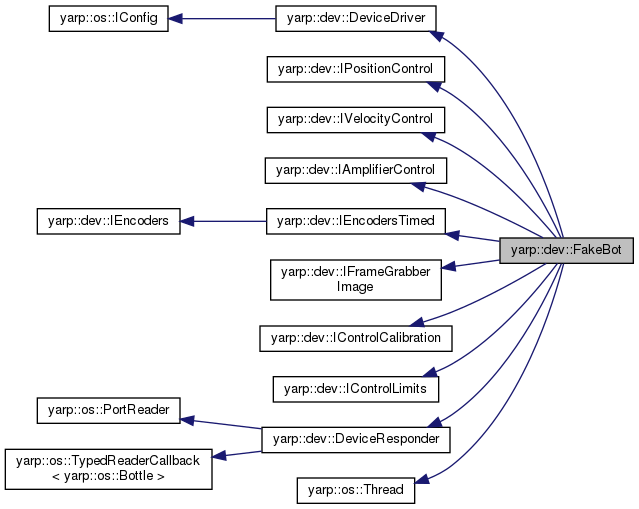 yarp::os::IConfig
yarp::dev::DeviceDriver
yarp::dev::IPositionControl
yarp::dev::IVelocityControl
yarp::dev::IAmplifierControl
yarp::dev::IEncoders
yarp::dev::IEncodersTimed
yarp::dev::FakeBot
yarp::dev::IFrameGrabber
Image
yarp::dev::IControlCalibration
yarp::dev::IControlLimits
yarp::os::PortReader
yarp::dev::DeviceResponder
yarp::os::TypedReaderCallback
< yarp::os::Bottle >
yarp::os::Thread